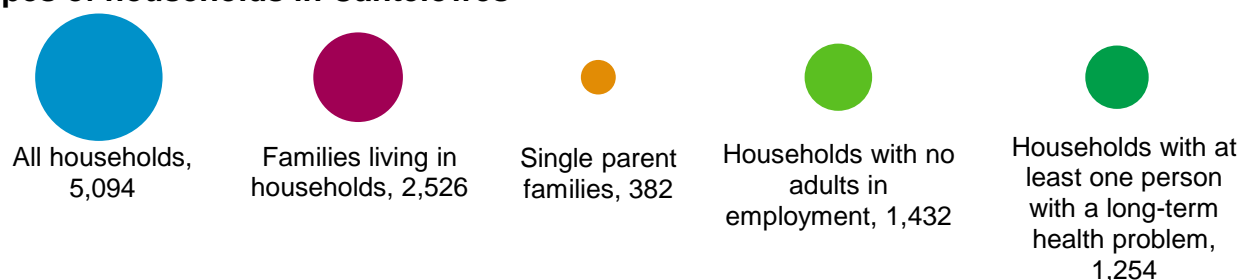 All households,
5,094
Families living in
households, 2,526
Single parent
families, 382
Households with no
adults in
employment, 1,432
Households with at
least one person
with a long-term
health problem,
1,254